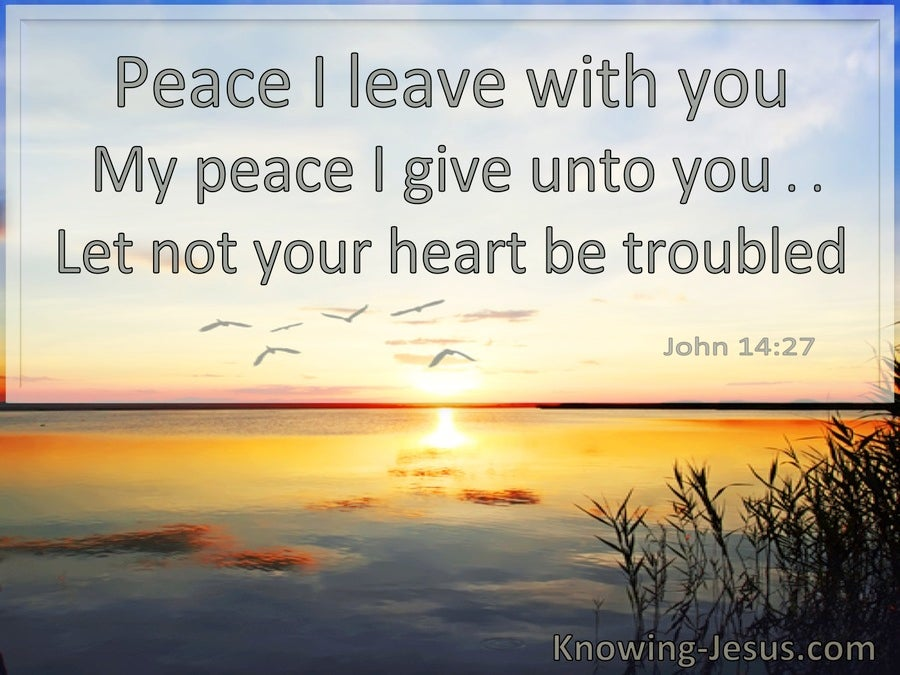 Peace I leave with you
My peace I give unto you . .
Let not your heart be troubled
John 14:27
Knowing-Jesus.com